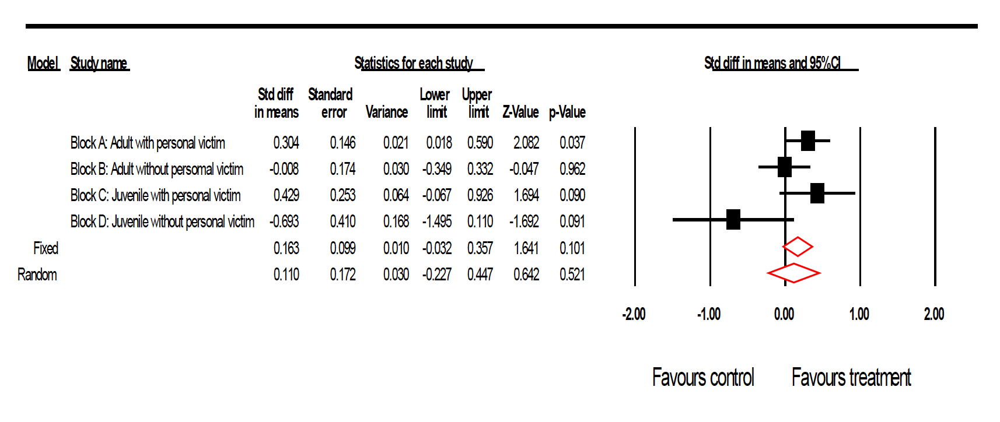 Model Study name Statistics for each study Std diff in means and 95% CI
Std diff Standard Lower Upper
in means error Variance limit limit Z-Value p-Value
Block A: Adult with personal victim 0.304 0.146 0.021 0.018 0.590 2.082 0.037
Block B: Adult without persomal victim -0.008 0.174 0.030 -0.349 0.332 -0.047 0.962
Block C: Juvenile with personal victim 0.429 0.253 0.064 -0.067 0.926 1.694 0.090
Block D: Juvenile without personal victim -0.693 0.410 0.168 -1.495 0.110 -1.692 0.091
Fixed 0.163 0.099 0.010 -0.032 0.357 1.641 0.101
Random 0.110 0.172 0.030 -0.227 0.447 0.642 0.521
-2.00 -1.00 0.00 1.00 2.00
Favours control Favours treatment